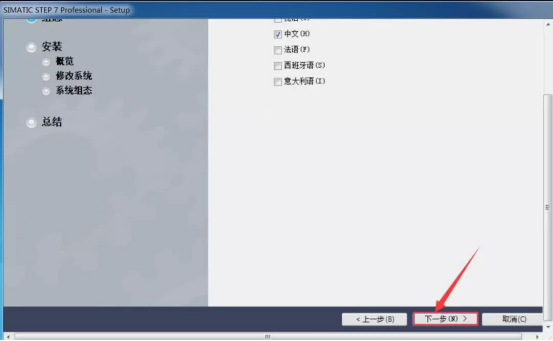 SIMATIC STEP 7 Professional - Setup
中文(H)
安装
法语(F)
概览
西班牙语(S)
修改系统
意大利语(I)
系统组态
总结
< 上一步(B)
下一步(N) >
取消(C)